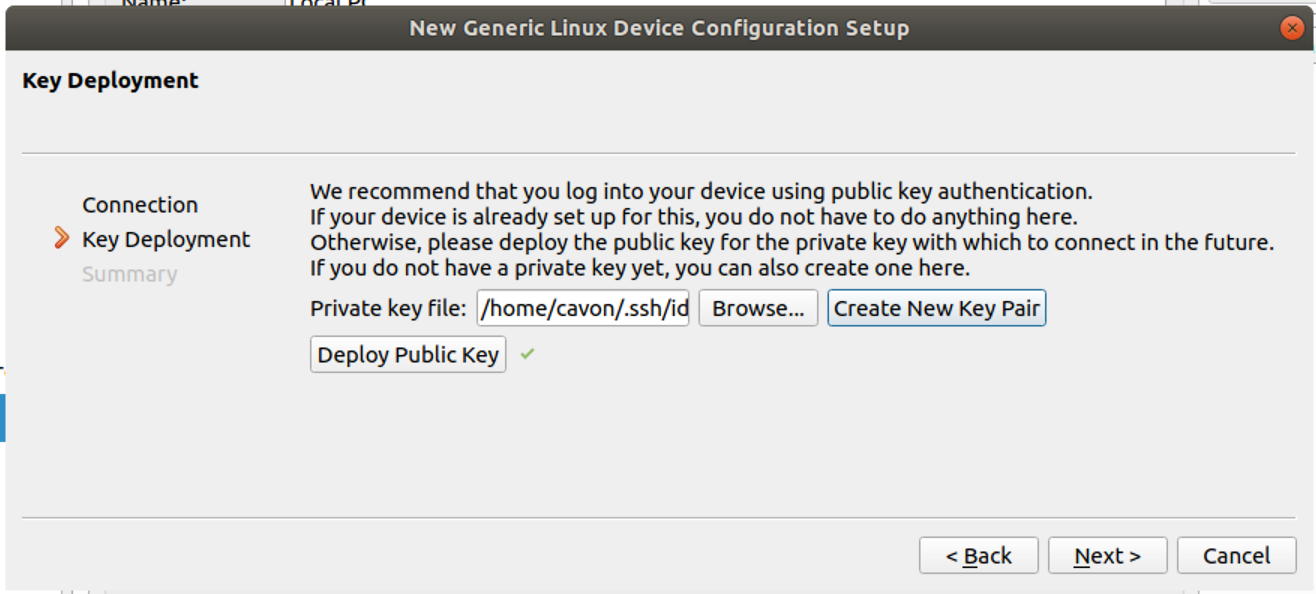 New Generic Linux Device Configuration Setup
Key Deployment
Connection
Key Deployment
Summary
We recommend that you log into your device using public key authentication.
If your device is already set up for this, you do not have to do anything here.
Otherwise, please deploy the public key for the private key with which to connect in the future.
If you do not have a private key yet, you can also create one here.
Private key file: /home/cavon/.ssh/id Browse... Create New Key Pair
Deploy Public Key
< Back Next > Cancel